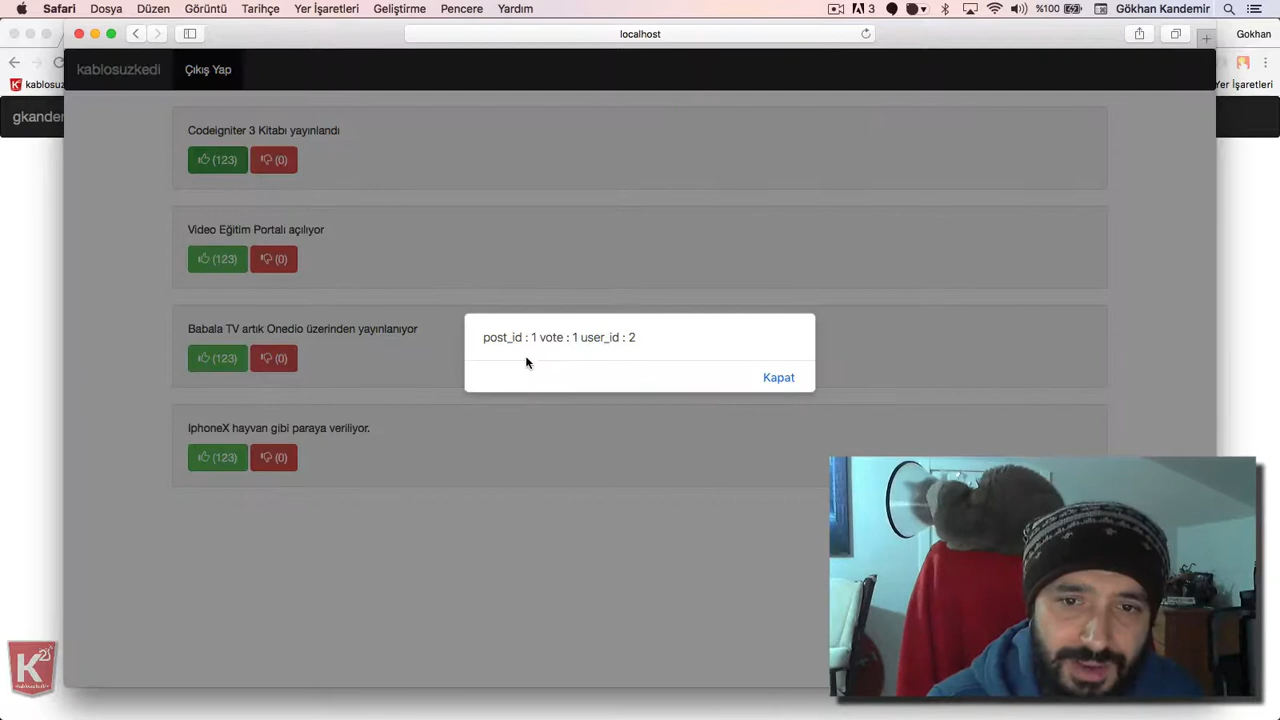 Safari Dosya Düzen Görüntü Tarihçe Yer İşaretleri Geliştirme Pencere Yardım 3 %100 Gökhan Kandemir
localhost
Gokhan
kablosuz
Yer İşaretleri
gkandem
kablosuzkedi Çıkış Yap
Codeigniter 3 Kitabı yayınlandı
(123) (0)
Video Eğitim Portalı açılıyor
(123) (0)
Babala TV artık Onedio üzerinden yayınlanıyor
(123) (0)
post_id : 1 vote : 1 user_id : 2
Kapat
IphoneX hayvan gibi paraya veriliyor.
(123) (0)
K